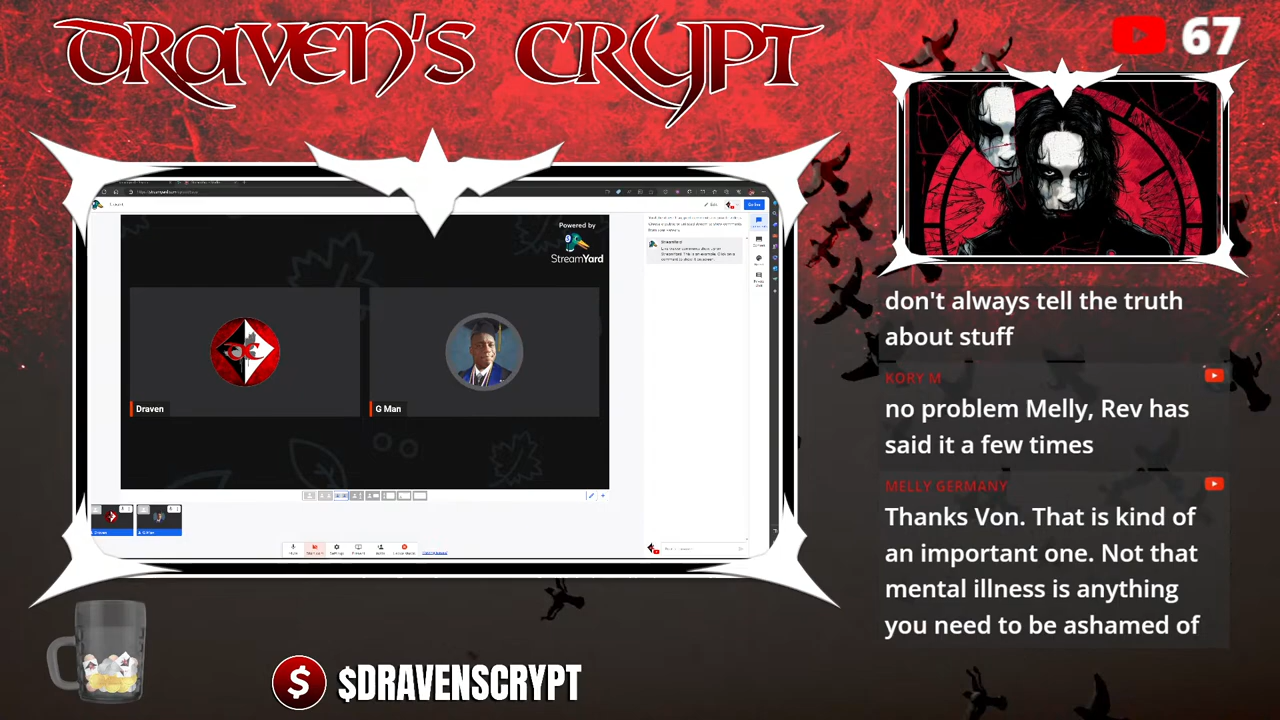 DRAVEN'S CRYPT
67
Powered by
StreamYard
Draven
G Man
don't always tell the truth
about stuff
KORY M
no problem Melly, Rev has
said it a few times
MELLY GERMANY
Thanks Von. That is kind of
an important one. Not that
mental illness is anything
you need to be ashamed of
$
$DRAVENSCRYPT